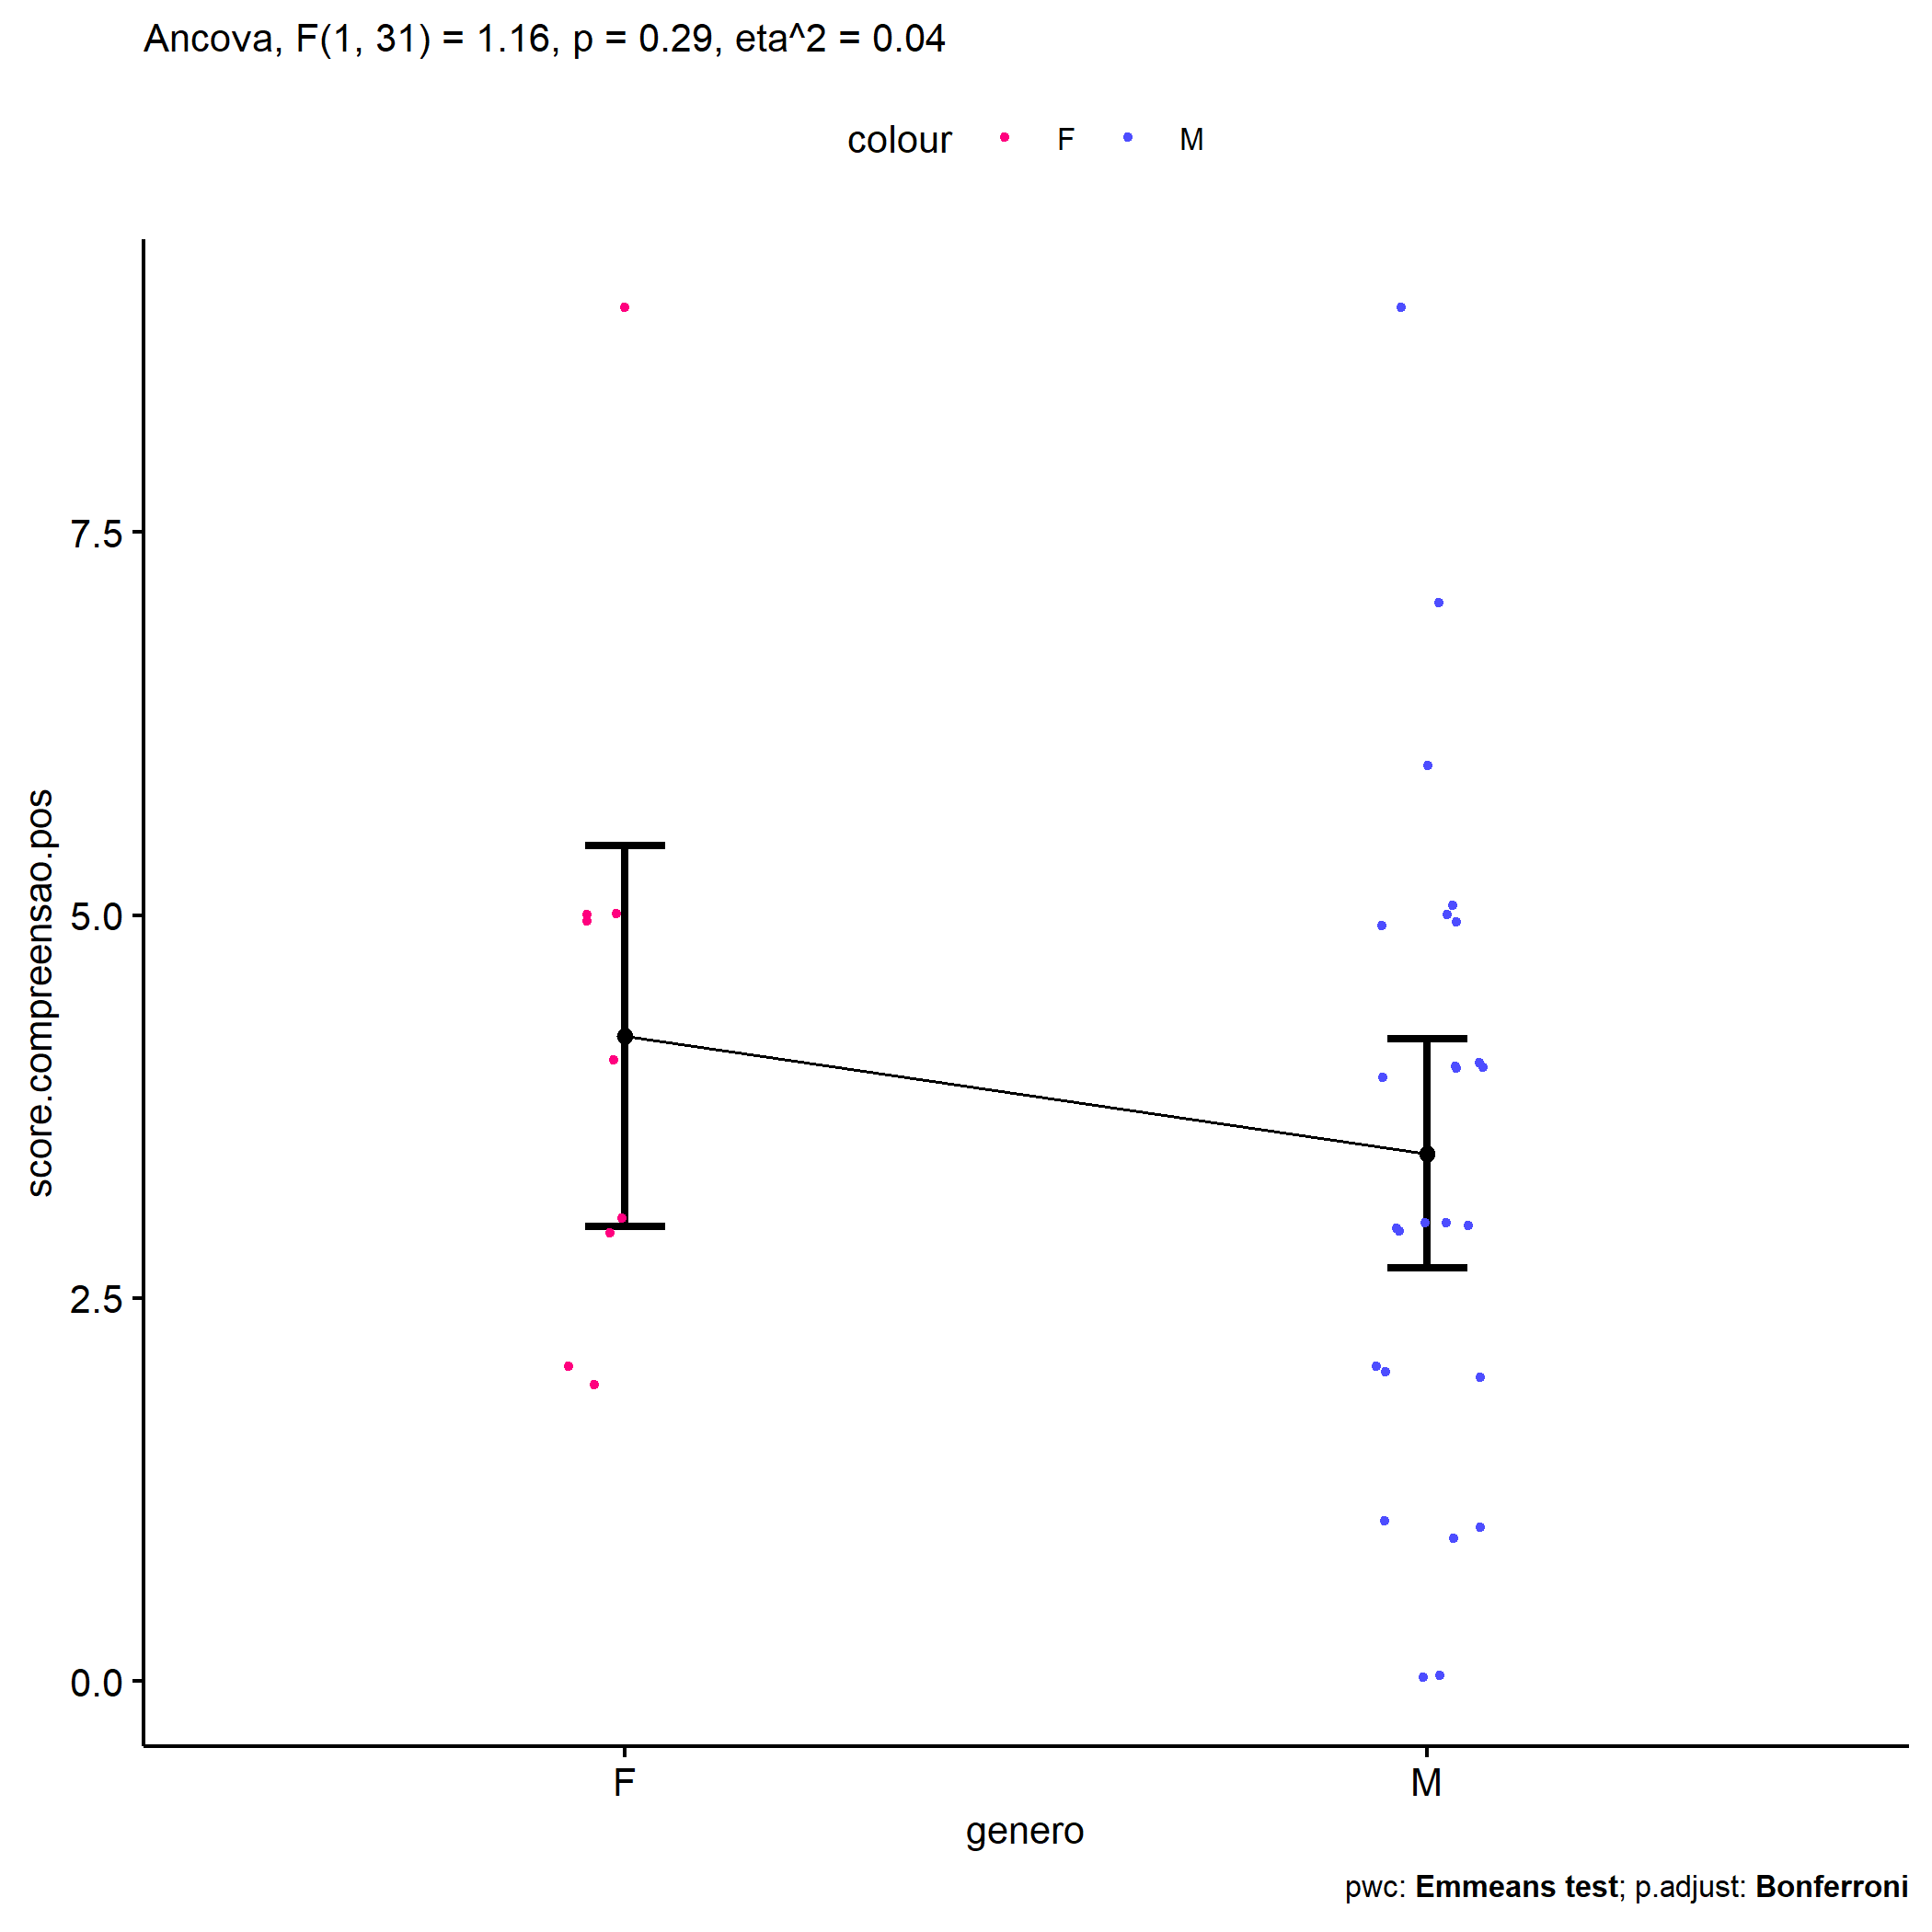 Ancova, F(1, 31) = 1.16, p = 0.29, eta^2 = 0.04
colour F M
score.compreensao.pos
7.5
5.0
2.5
0.0
F M
genero
pwc: Emmeans test; p.adjust: Bonferroni